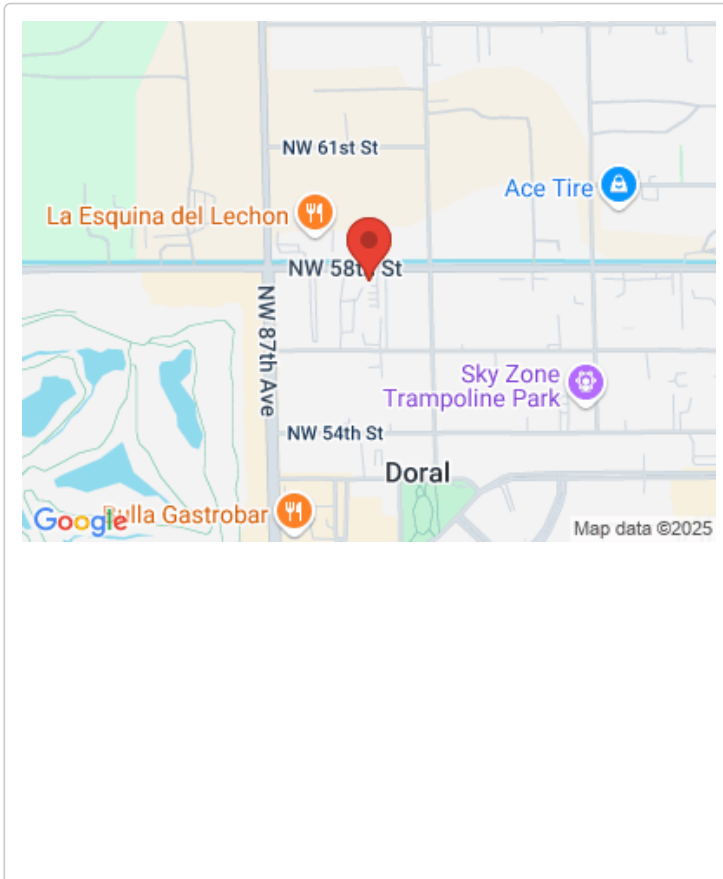 NW 61st St
Ace Tire
La Esquina del Lechon
NW 58th St
NW 87th Ave
Sky Zone
Trampoline Park
NW 54th St
Doral
Bulla Gastrobar
Google
Map data ©2025